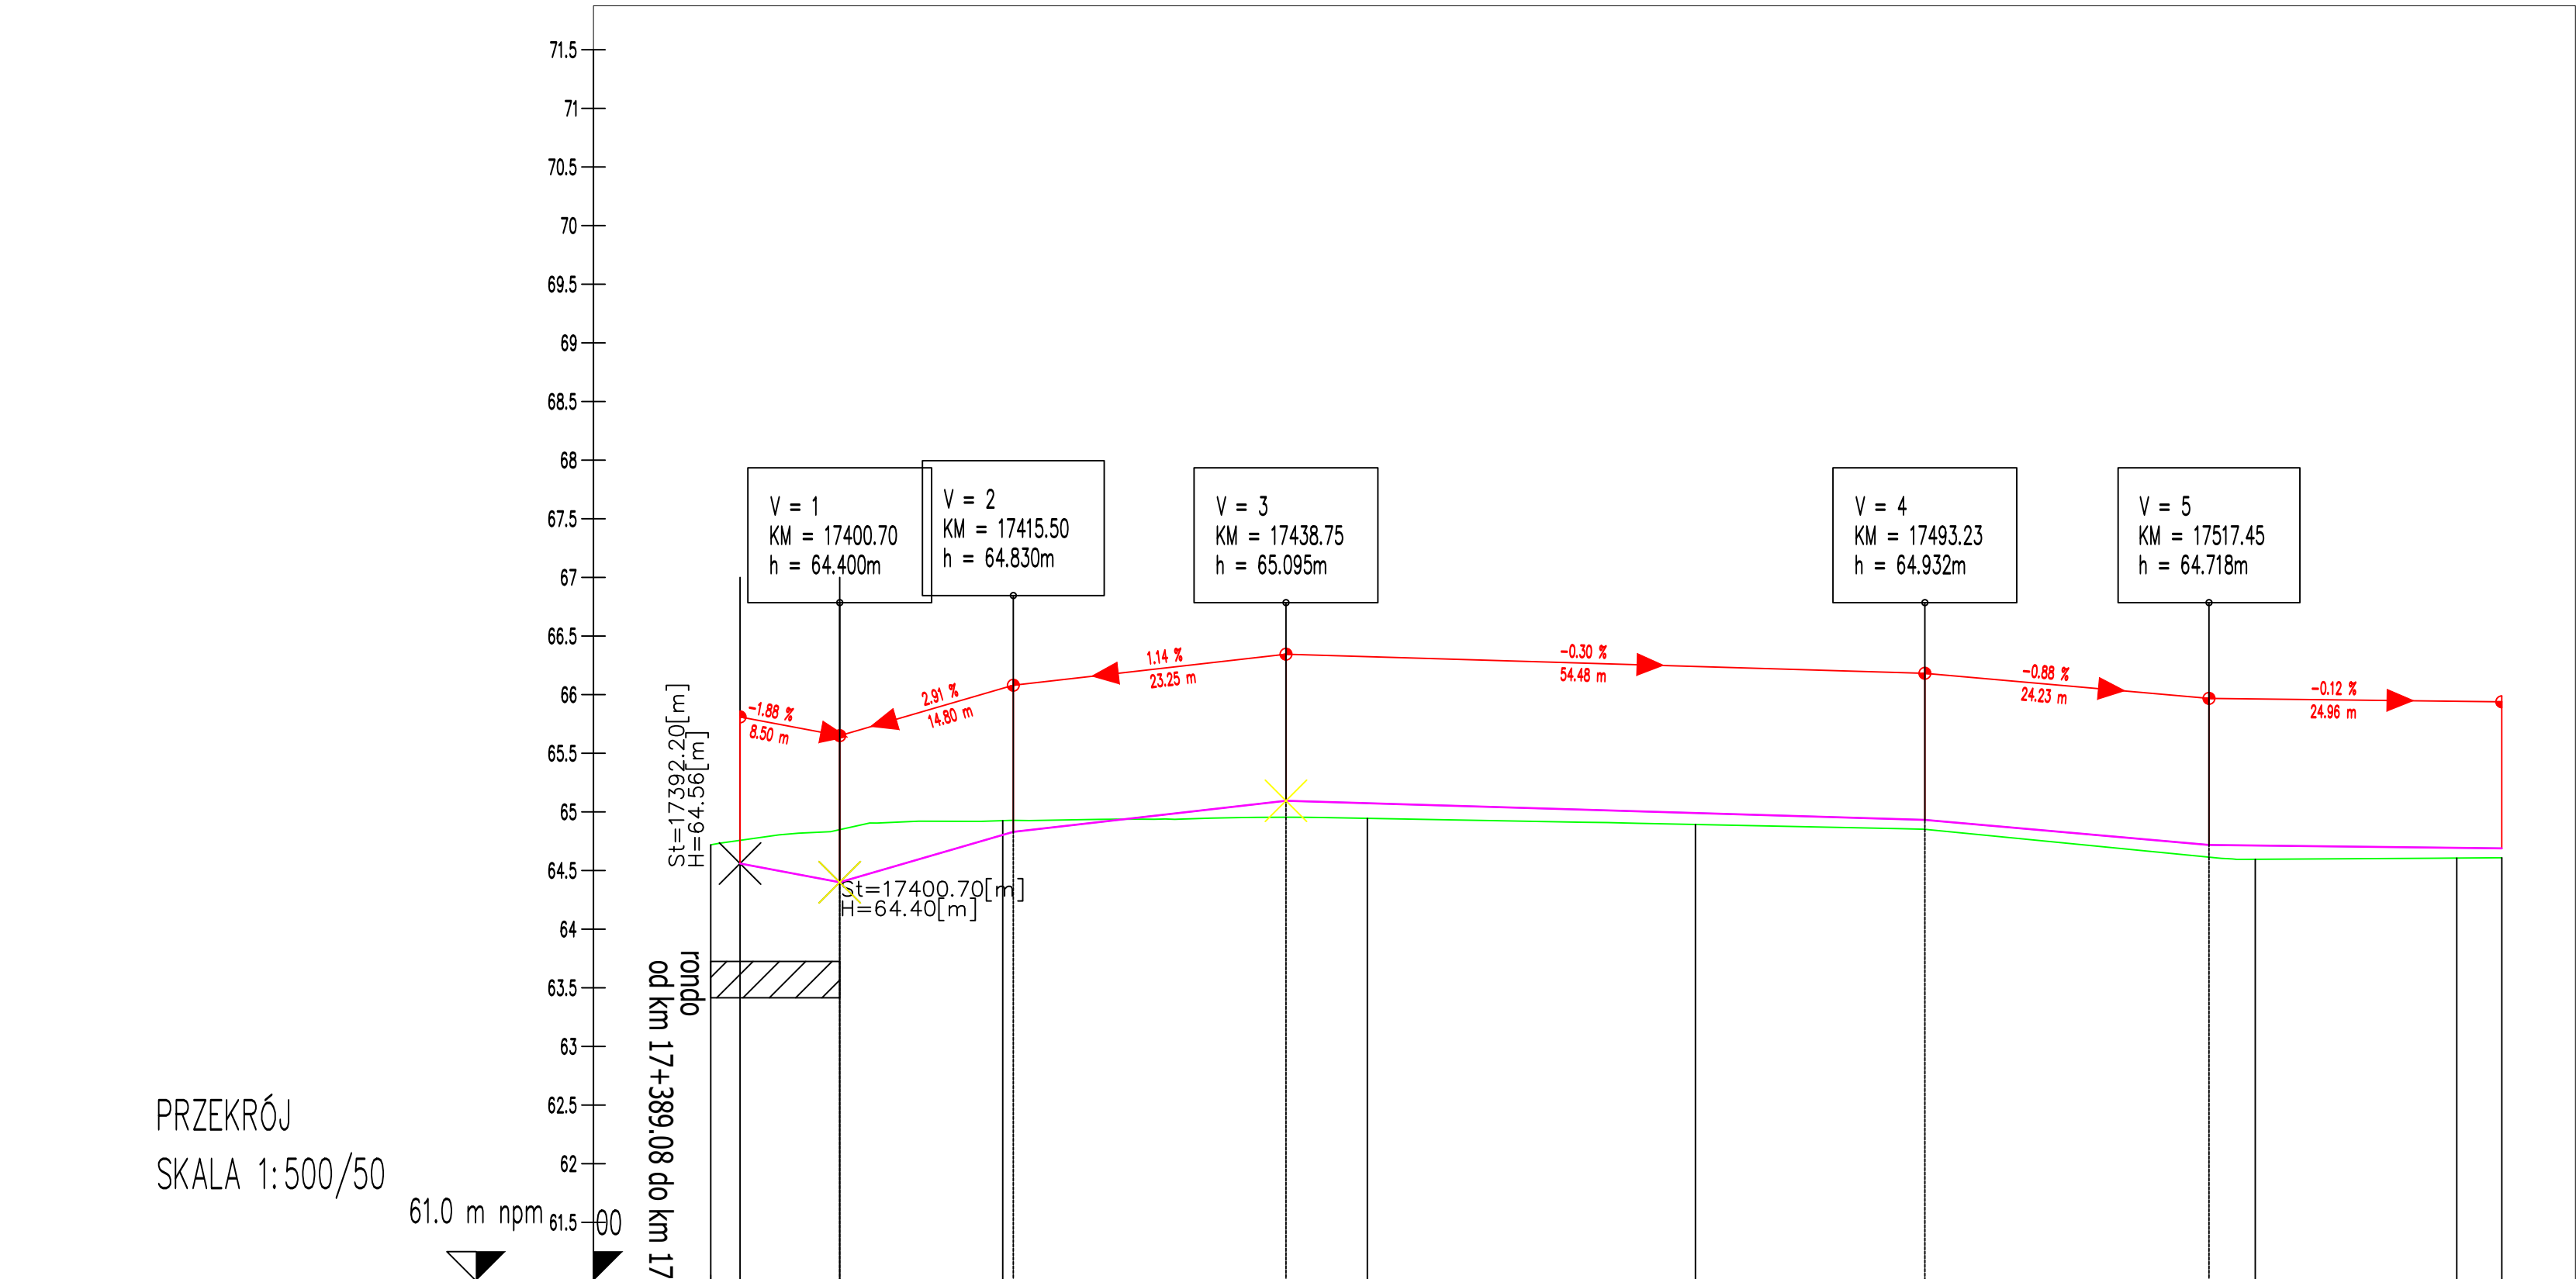 71.5
71
70.5
70
69.5
69
68.5
68
67.5
67
66.5
66
65.5
65
64.5
64
63.5
63
62.5
62
61.5
V = 1
KM = 17400.70
h = 64.400m
V = 2
KM = 17415.50
h = 64.830m
V = 3
KM = 17438.75
h = 65.095m
V = 4
KM = 17493.23
h = 64.932m
V = 5
KM = 17517.45
h = 64.718m
-1.88 %
8.50 m
2.91 %
14.80 m
1.14 %
23.25 m
-0.30 %
54.48 m
-0.88 %
24.23 m
-0.12 %
24.96 m
St=17392.20[m]
H=64.56[m]
St=17400.70[m]
H=64.40[m]
rondo
od km 17+389.08 do km 17
PRZEKRÓJ
SKALA 1:500/50
61.0 m npm
00